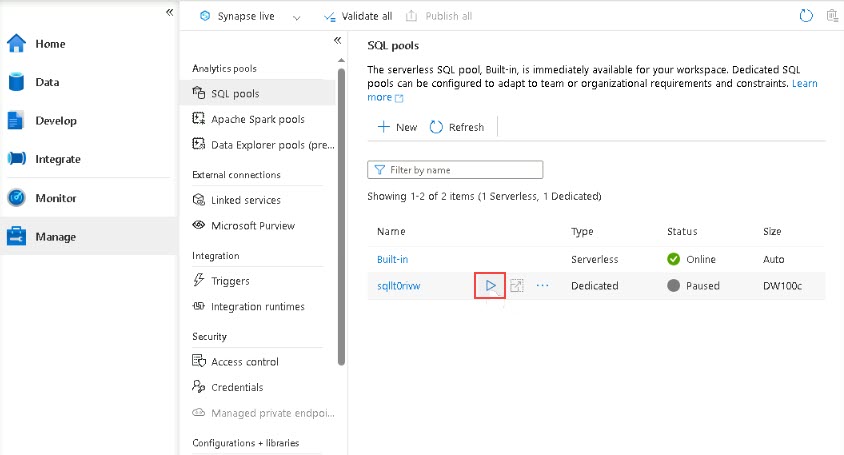 Synapse live
Validate all
Publish all
Home
Data
Develop
Integrate
Monitor
Manage
Analytics pools
SQL pools
Apache Spark pools
Data Explorer pools (pre...
External connections
Linked services
Microsoft Purview
Integration
Triggers
Integration runtimes
Security
Access control
Credentials
Managed private endpoi...
Configurations + libraries
SQL pools
The serverless SQL pool, Built-in, is immediately available for your workspace. Dedicated SQL
pools can be configured to adapt to team or organizational requirements and constraints. Learn
more
New
Refresh
Filter by name
Showing 1-2 of 2 items (1 Serverless, 1 Dedicated)
Name Type Status Size
Built-in Serverless Online Auto
sqllt0rivw Dedicated Paused DW100c